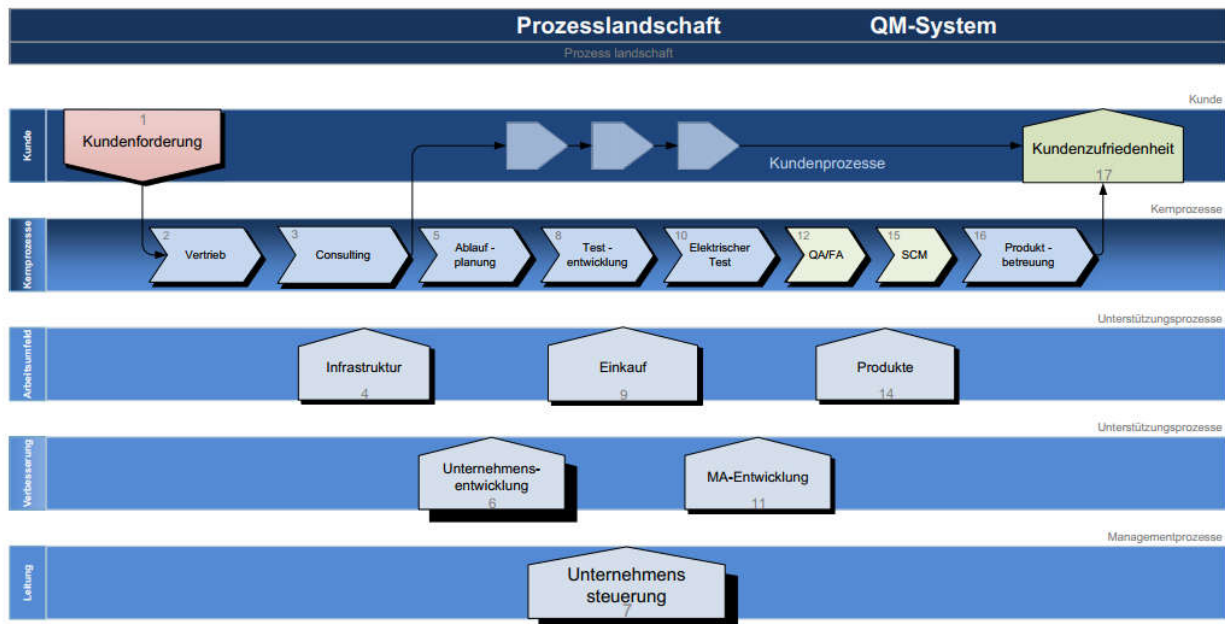 Prozesslandschaft QM-System
Prozess landschaft
Kunde
Kunde
1
Kundenforderung
Kundenprozesse
Kundenzufriedenheit
17
Kernprozesse
Kernprozesse
2
Vertrieb
3
Consulting
5
Ablauf -
planung
8
Test -
entwicklung
10
Elektrischer
Test
12
QA/FA
15
SCM
16
Produkt -
betreuung
Unterstützungsprozesse
Arbeitsumfeld
Infrastruktur
4
Einkauf
9
Produkte
14
Unterstützungsprozesse
Verbesserung
Unternehmens-
entwicklung
6
MA-Entwicklung
11
Managementprozesse
Leitung
Unternehmens
steuerung
7